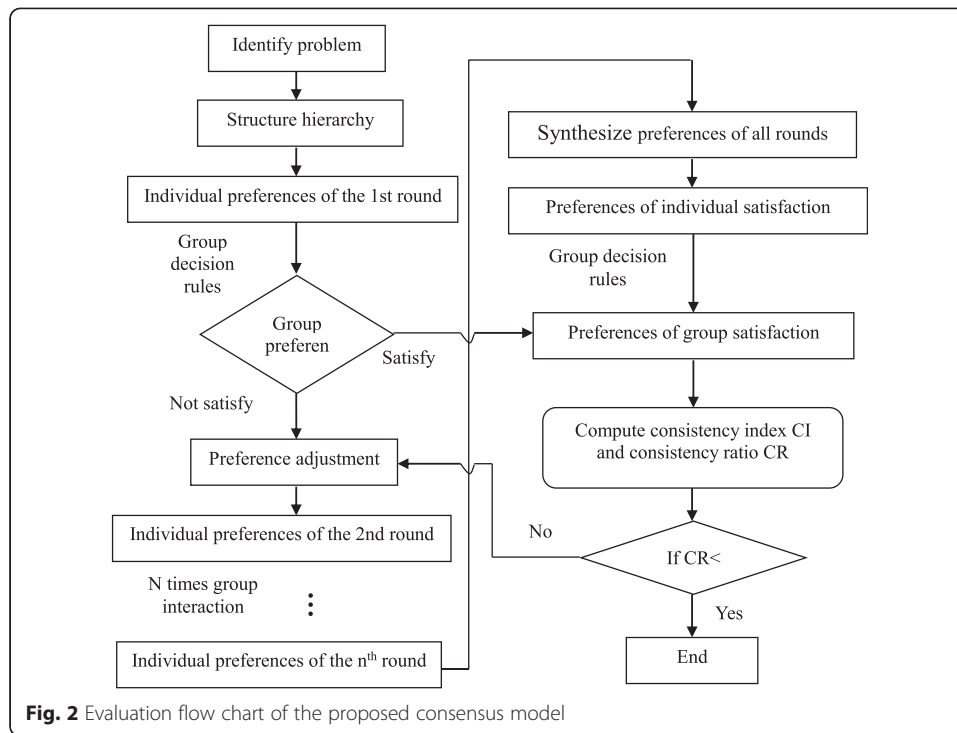 Identify problem
Structure hierarchy
Individual preferences of the 1st round
Group
decision
rules
Group
preferen
Satisfy
Not satisfy
Preference adjustment
Individual preferences of the 2nd round
N times group
interaction
⋮
Individual preferences of the nth round
Synthesize preferences of all rounds
Preferences of individual satisfaction
Group decision
rules
Preferences of group satisfaction
Compute consistency index CI
and consistency ratio CR
No
If CR<
Yes
End
Fig. 2 Evaluation flow chart of the proposed consensus model